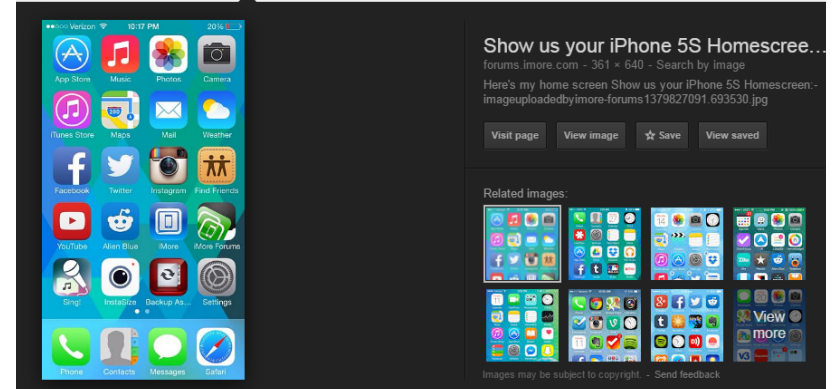 Verizon 10:17 PM 20%
App Store Music Photos Camera
iTunes Store Maps Mail Weather
Facebook Twitter Instagram Find Friends
YouTube Alien Blue iMore iMore Forums
Sing! InstaSize Backup As... Settings
Phone Contacts Messages Safari
Show us your iPhone 5S Homescree...
forums.imore.com - 361 × 640 - Search by image
Here's my home screen Show us your iPhone 5S Homescreen:-
imageuploadedbyimore-forums1379827091.693530.jpg
Visit page View image Save View saved
Related images:
View
more
Images may be subject to copyright. - Send feedback